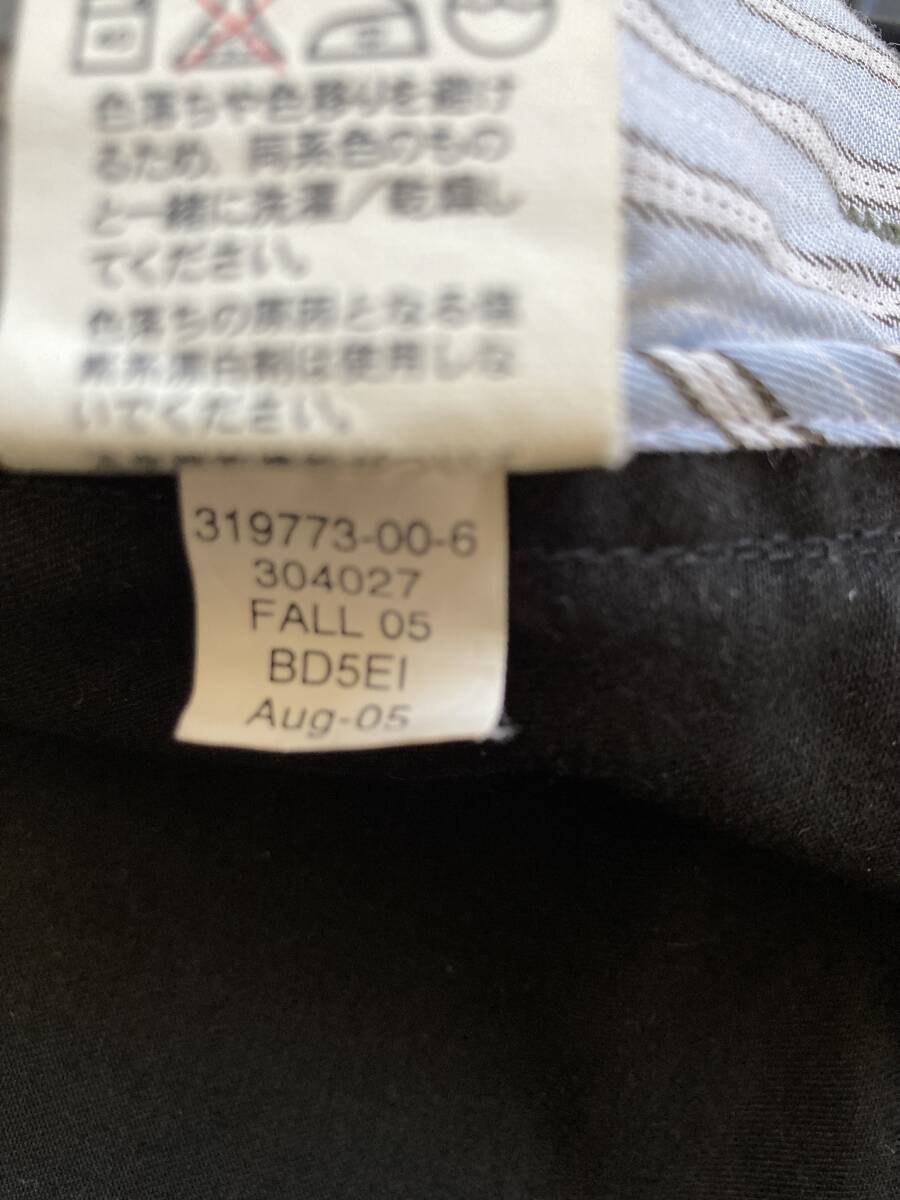 色落ちや色移りを避け
るため、同系色のもの
と一緒に洗濯/乾燥し
てください。
色落ちの原因となる蛍
漂白剤は使用しな
いでください。
319773-00-6
304027
FALL 05
BD5EI
Aug-05